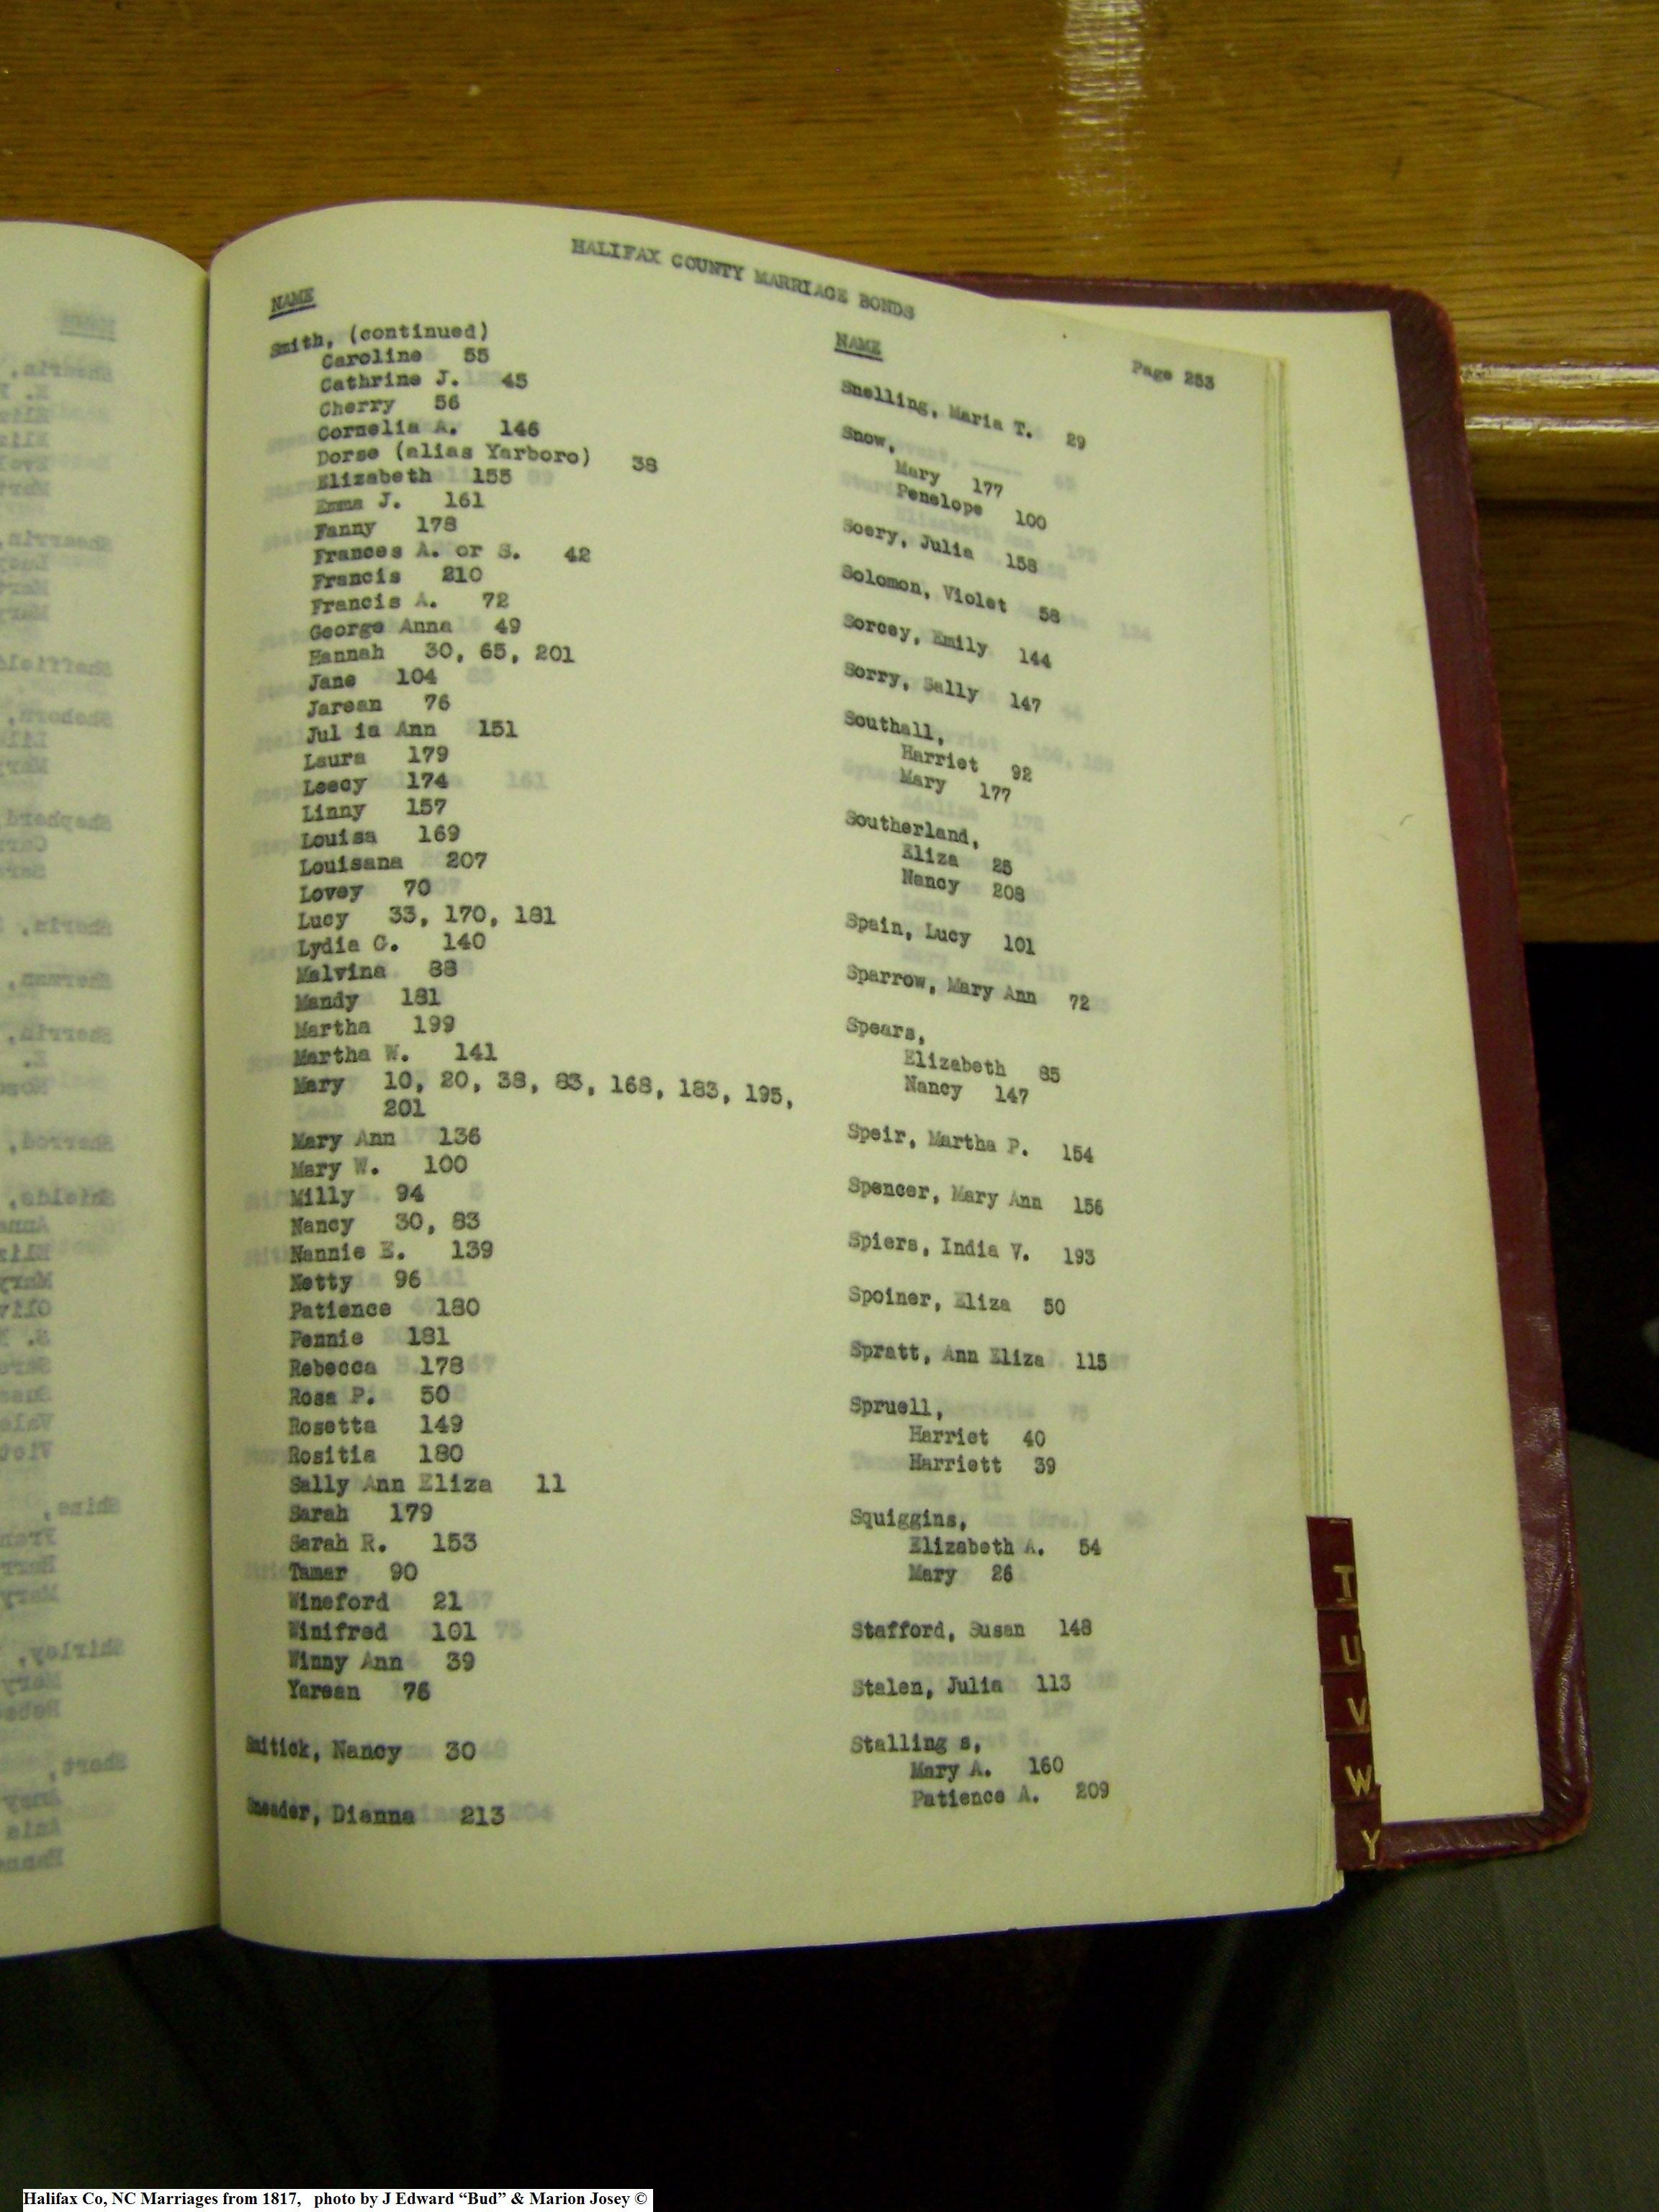 HALIFAX COUNTY MARRIAGE BONDS
Page 253
NAME
Smith, (continued)
Caroline 55
Cathrine J. 45
Cherry 56
Cornelia A. 146
Dorse (alias Yarboro) 38
Elizabeth 155
Emma J. 161
Fanny 178
Frances A. or S. 42
Francis 210
Francis A. 72
George Anna 49
Hannah 30, 65, 201
Jane 104
Jarean 76
Jul ia Ann 151
Laura 179
Leecy 174
Linny 157
Louisa 169
Louisana 207
Lovey 70
Lucy 33, 170, 181
Lydia C. 140
Malvina 88
Mandy 181
Martha 199
Martha W. 141
Mary 10, 20, 38, 83, 168, 183, 195,
201
Mary Ann 136
Mary W. 100
Milly 94
Nancy 30, 83
Nannie E. 139
Netty 96
Patience 180
Pennie 181
Rebecca 178
Rosa P. 50
Rosetta 149
Rositia 180
Sally Ann Eliza 11
Sarah 179
Sarah R. 153
Tamar 90
Wineford 21
Winifred 101
Winny Ann 39
Yarean 76
Smitick, Nancy 30
Sneader, Dianna 213
NAME
Snelling, Maria T. 29
Snow,
Mary 177
Penelope 100
Soery, Julia 158
Solomon, Violet 58
Sorcey, Emily 144
Sorry, Sally 147
Southall,
Harriet 92
Mary 177
Southerland,
Eliza 25
Nancy 208
Spain, Lucy 101
Sparrow, Mary Ann 72
Spears,
Elizabeth 85
Nancy 147
Speir, Martha P. 154
Spencer, Mary Ann 156
Spiers, India V. 193
Spoiner, Eliza 50
Spratt, Ann Eliza 115
Spruell,
Harriet 40
Harriett 39
Squiggins,
Elizabeth A. 54
Mary 26
Stafford, Susan 148
Stalen, Julia 113
Stalling s,
Mary A. 160
Patience A. 209
T
U
V
W
Y
Halifax Co, NC Marriages from 1817, photo by J Edward “Bud” & Marion Josey ©